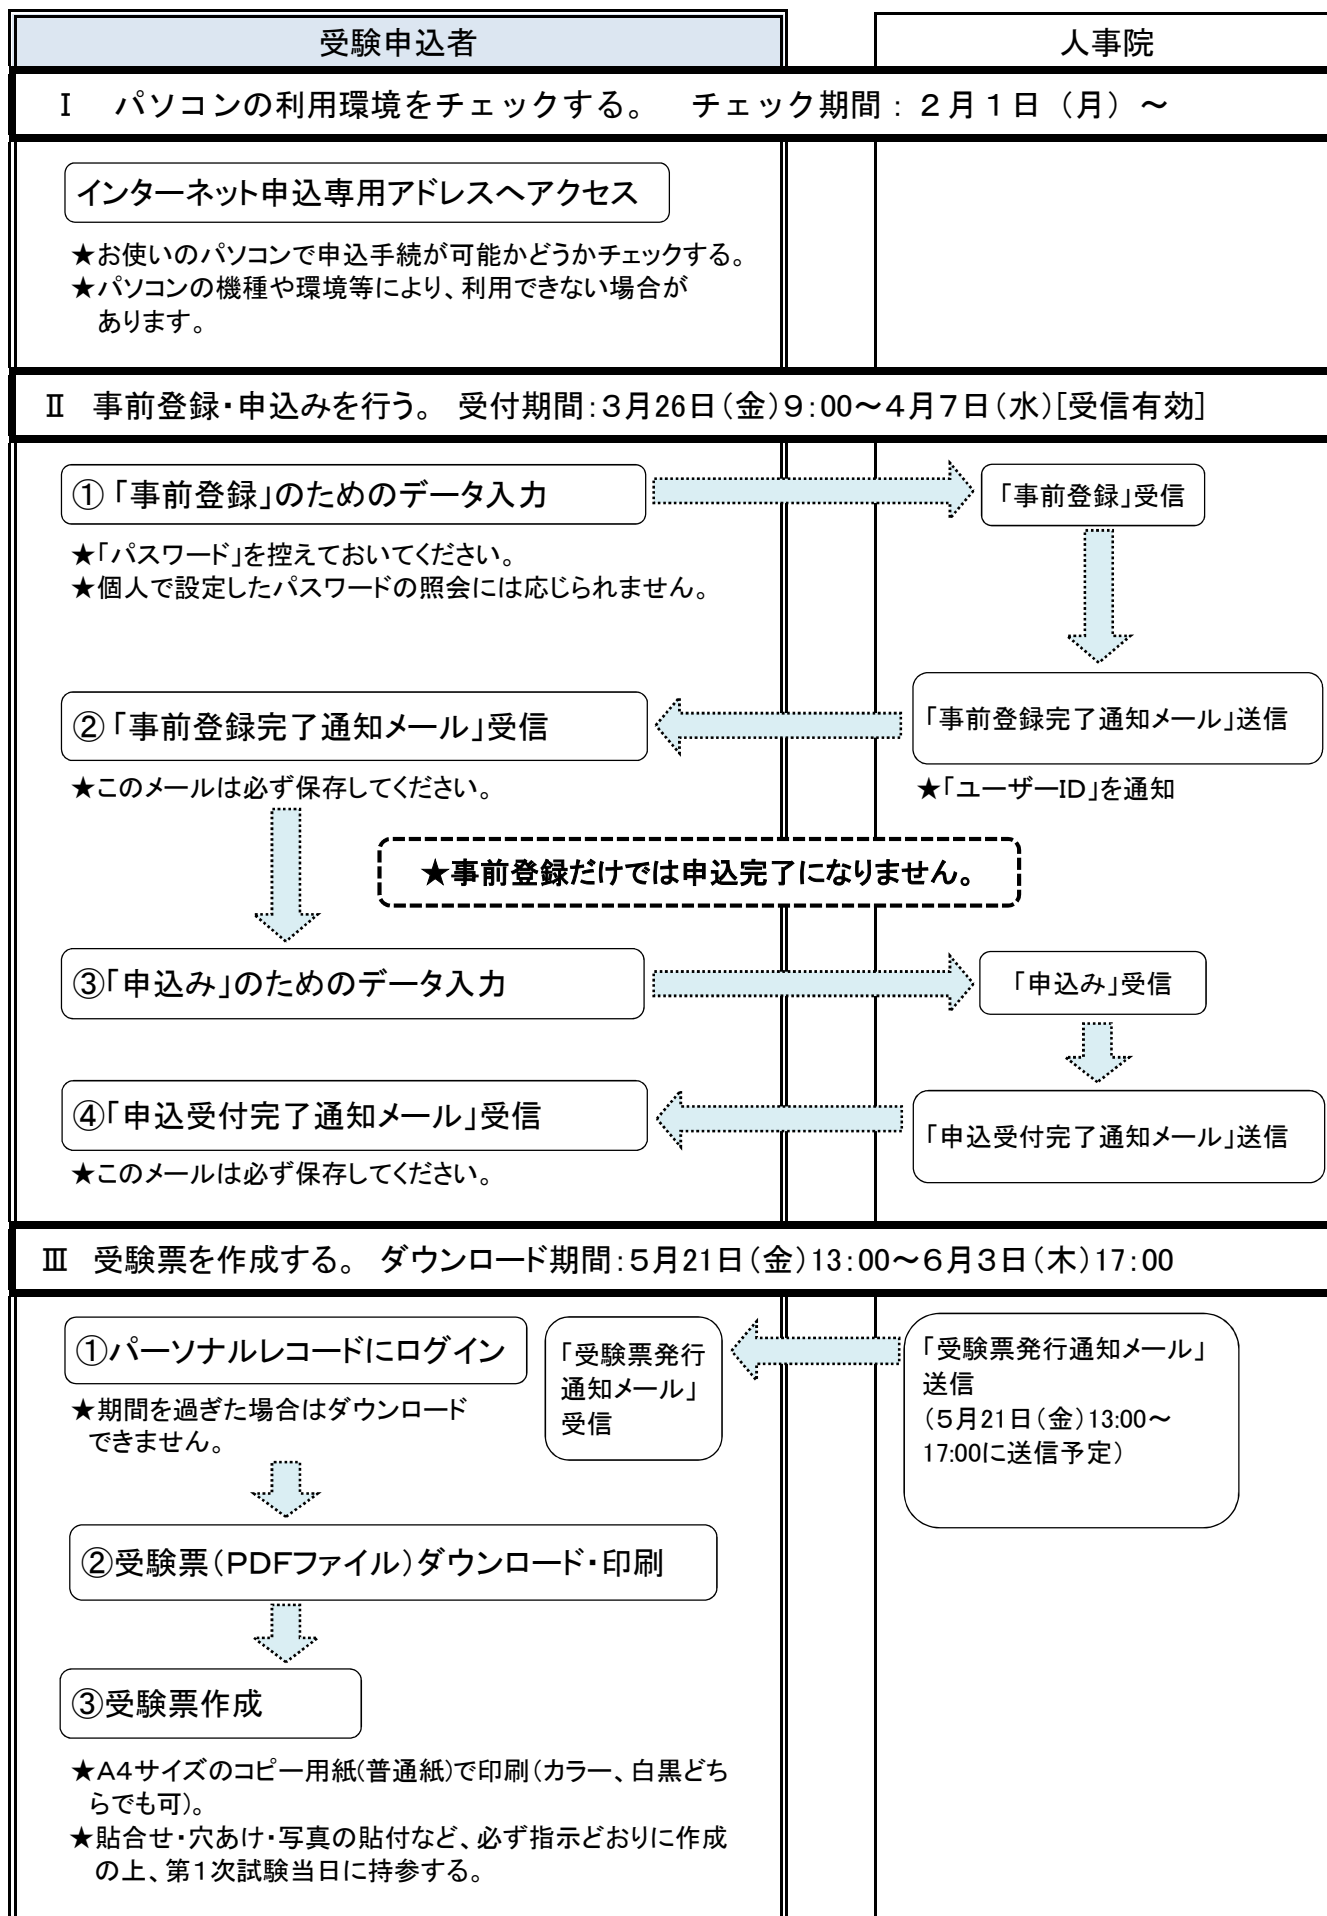 受験申込者
人事院
Ⅰ　パソコンの利用環境をチェックする。　チェック期間：２月１日（月）～
インターネット申込専用アドレスへアクセス
★お使いのパソコンで申込手続が可能かどうかチェックする。
★パソコンの機種や環境等により、利用できない場合が
あります。
Ⅱ　事前登録・申込みを行う。　受付期間：３月26日（金）９：00～４月７日（水）[受信有効]
①「事前登録」のためのデータ入力
「事前登録」受信
★「パスワード」を控えておいてください。
★個人で設定したパスワードの照会には応じられません。
②「事前登録完了通知メール」受信
「事前登録完了通知メール」送信
★このメールは必ず保存してください。
★「ユーザーID」を通知
★事前登録だけでは申込完了になりません。
③「申込み」のためのデータ入力
「申込み」受信
④「申込受付完了通知メール」受信
「申込受付完了通知メール」送信
★このメールは必ず保存してください。
Ⅲ　受験票を作成する。　ダウンロード期間：５月21日（金）13：00～６月３日（木）17：00
①パーソナルレコードにログイン
★期間を過ぎた場合はダウンロード
できません。
「受験票発行
通知メール」
受信
「受験票発行通知メール」
送信
（５月21日（金）13:00～
17:00に送信予定）
②受験票（ＰＤＦファイル）ダウンロード・印刷
③受験票作成
★Ａ４サイズのコピー用紙(普通紙)で印刷（カラー、白黒どち
らでも可）。
★貼合せ・穴あけ・写真の貼付など、必ず指示どおりに作成
の上、第１次試験当日に持参する。